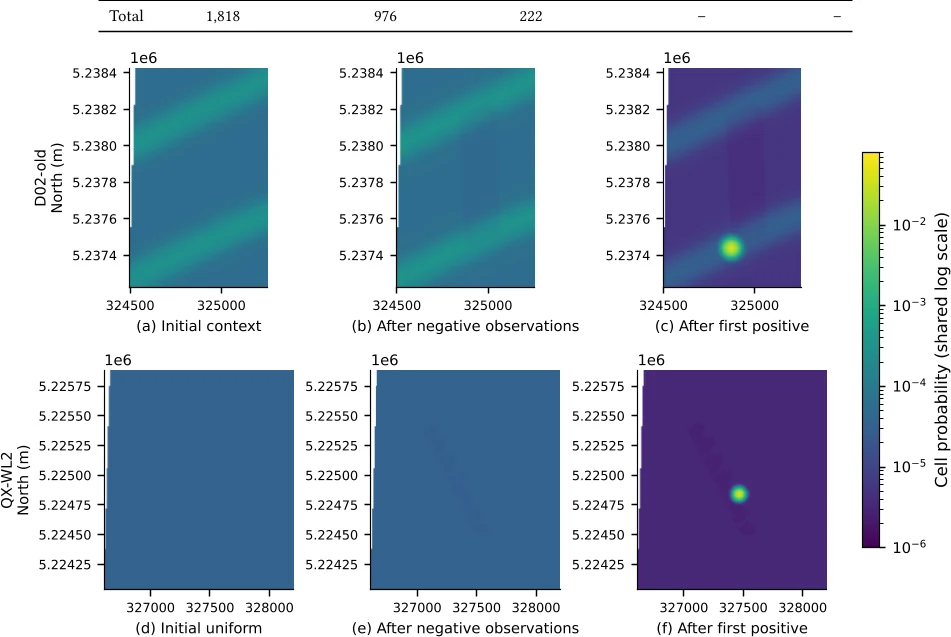 Total 1,818 976 222 – –
1e6 1e6 1e6
5.2384 5.2384 5.2384
5.2382 5.2382 5.2382
5.2380 5.2380 5.2380
5.2378 5.2378 5.2378
5.2376 5.2376 5.2376
5.2374 5.2374 5.2374
D02-old
North (m)
324500 325000 324500 325000 324500 325000
(a) Initial context (b) After negative observations (c) After first positive
1e6 1e6 1e6
5.22575 5.22575 5.22575
5.22550 5.22550 5.22550
5.22525 5.22525 5.22525
5.22500 5.22500 5.22500
5.22475 5.22475 5.22475
5.22450 5.22450 5.22450
5.22425 5.22425 5.22425
QX-WL2
North (m)
327000 327500 328000 327000 327500 328000 327000 327500 328000
(d) Initial uniform (e) After negative observations (f) After first positive
10⁻²
10⁻³
10⁻⁴
10⁻⁵
10⁻⁶
Cell probability (shared log scale)